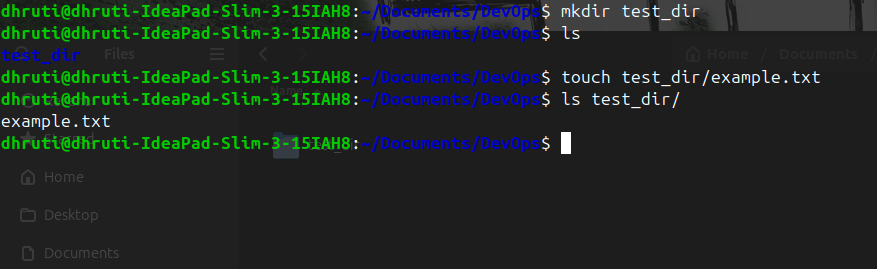 dhruti@dhruti-IdeaPad-Slim-3-15IAH8:~/Documents/DevOps$ mkdir test_dir
dhruti@dhruti-IdeaPad-Slim-3-15IAH8:~/Documents/DevOps$ ls
test_dir
Files
Home / Documents /
dhruti@dhruti-IdeaPad-Slim-3-15IAH8:~/Documents/DevOps$ touch test_dir/example.txt
Name
dhruti@dhruti-IdeaPad-Slim-3-15IAH8:~/Documents/DevOps$ ls test_dir/
example.txt
Starred
dhruti@dhruti-IdeaPad-Slim-3-15IAH8:~/Documents/DevOps$
Home
Desktop
Documents